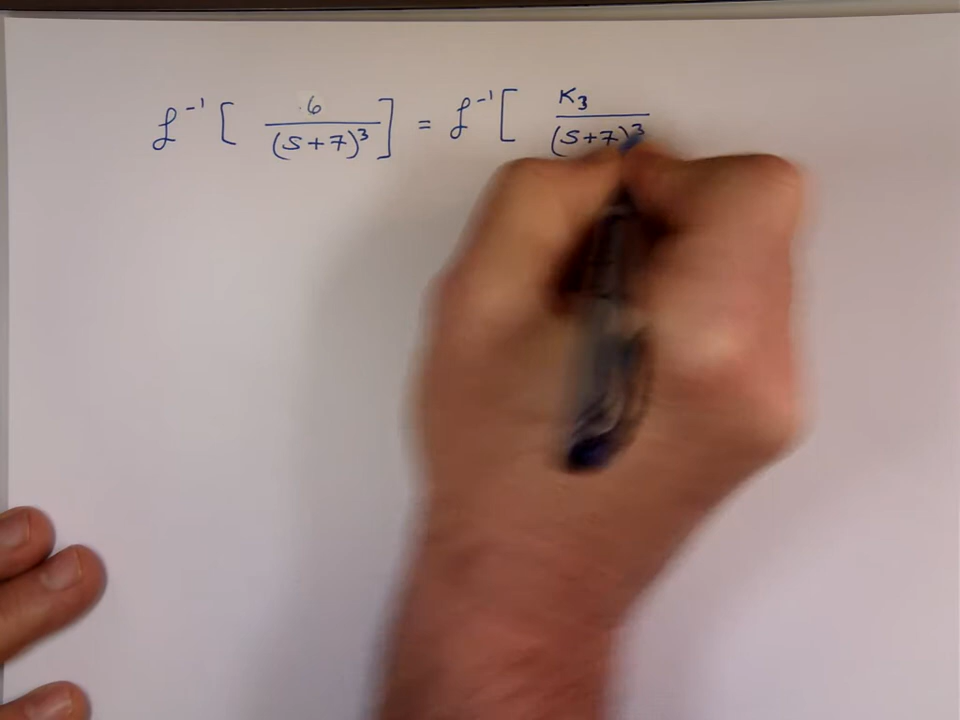 ℒ⁻¹ [ 6/(S+7)³ ] = ℒ⁻¹ [ K₃/(S+7)³